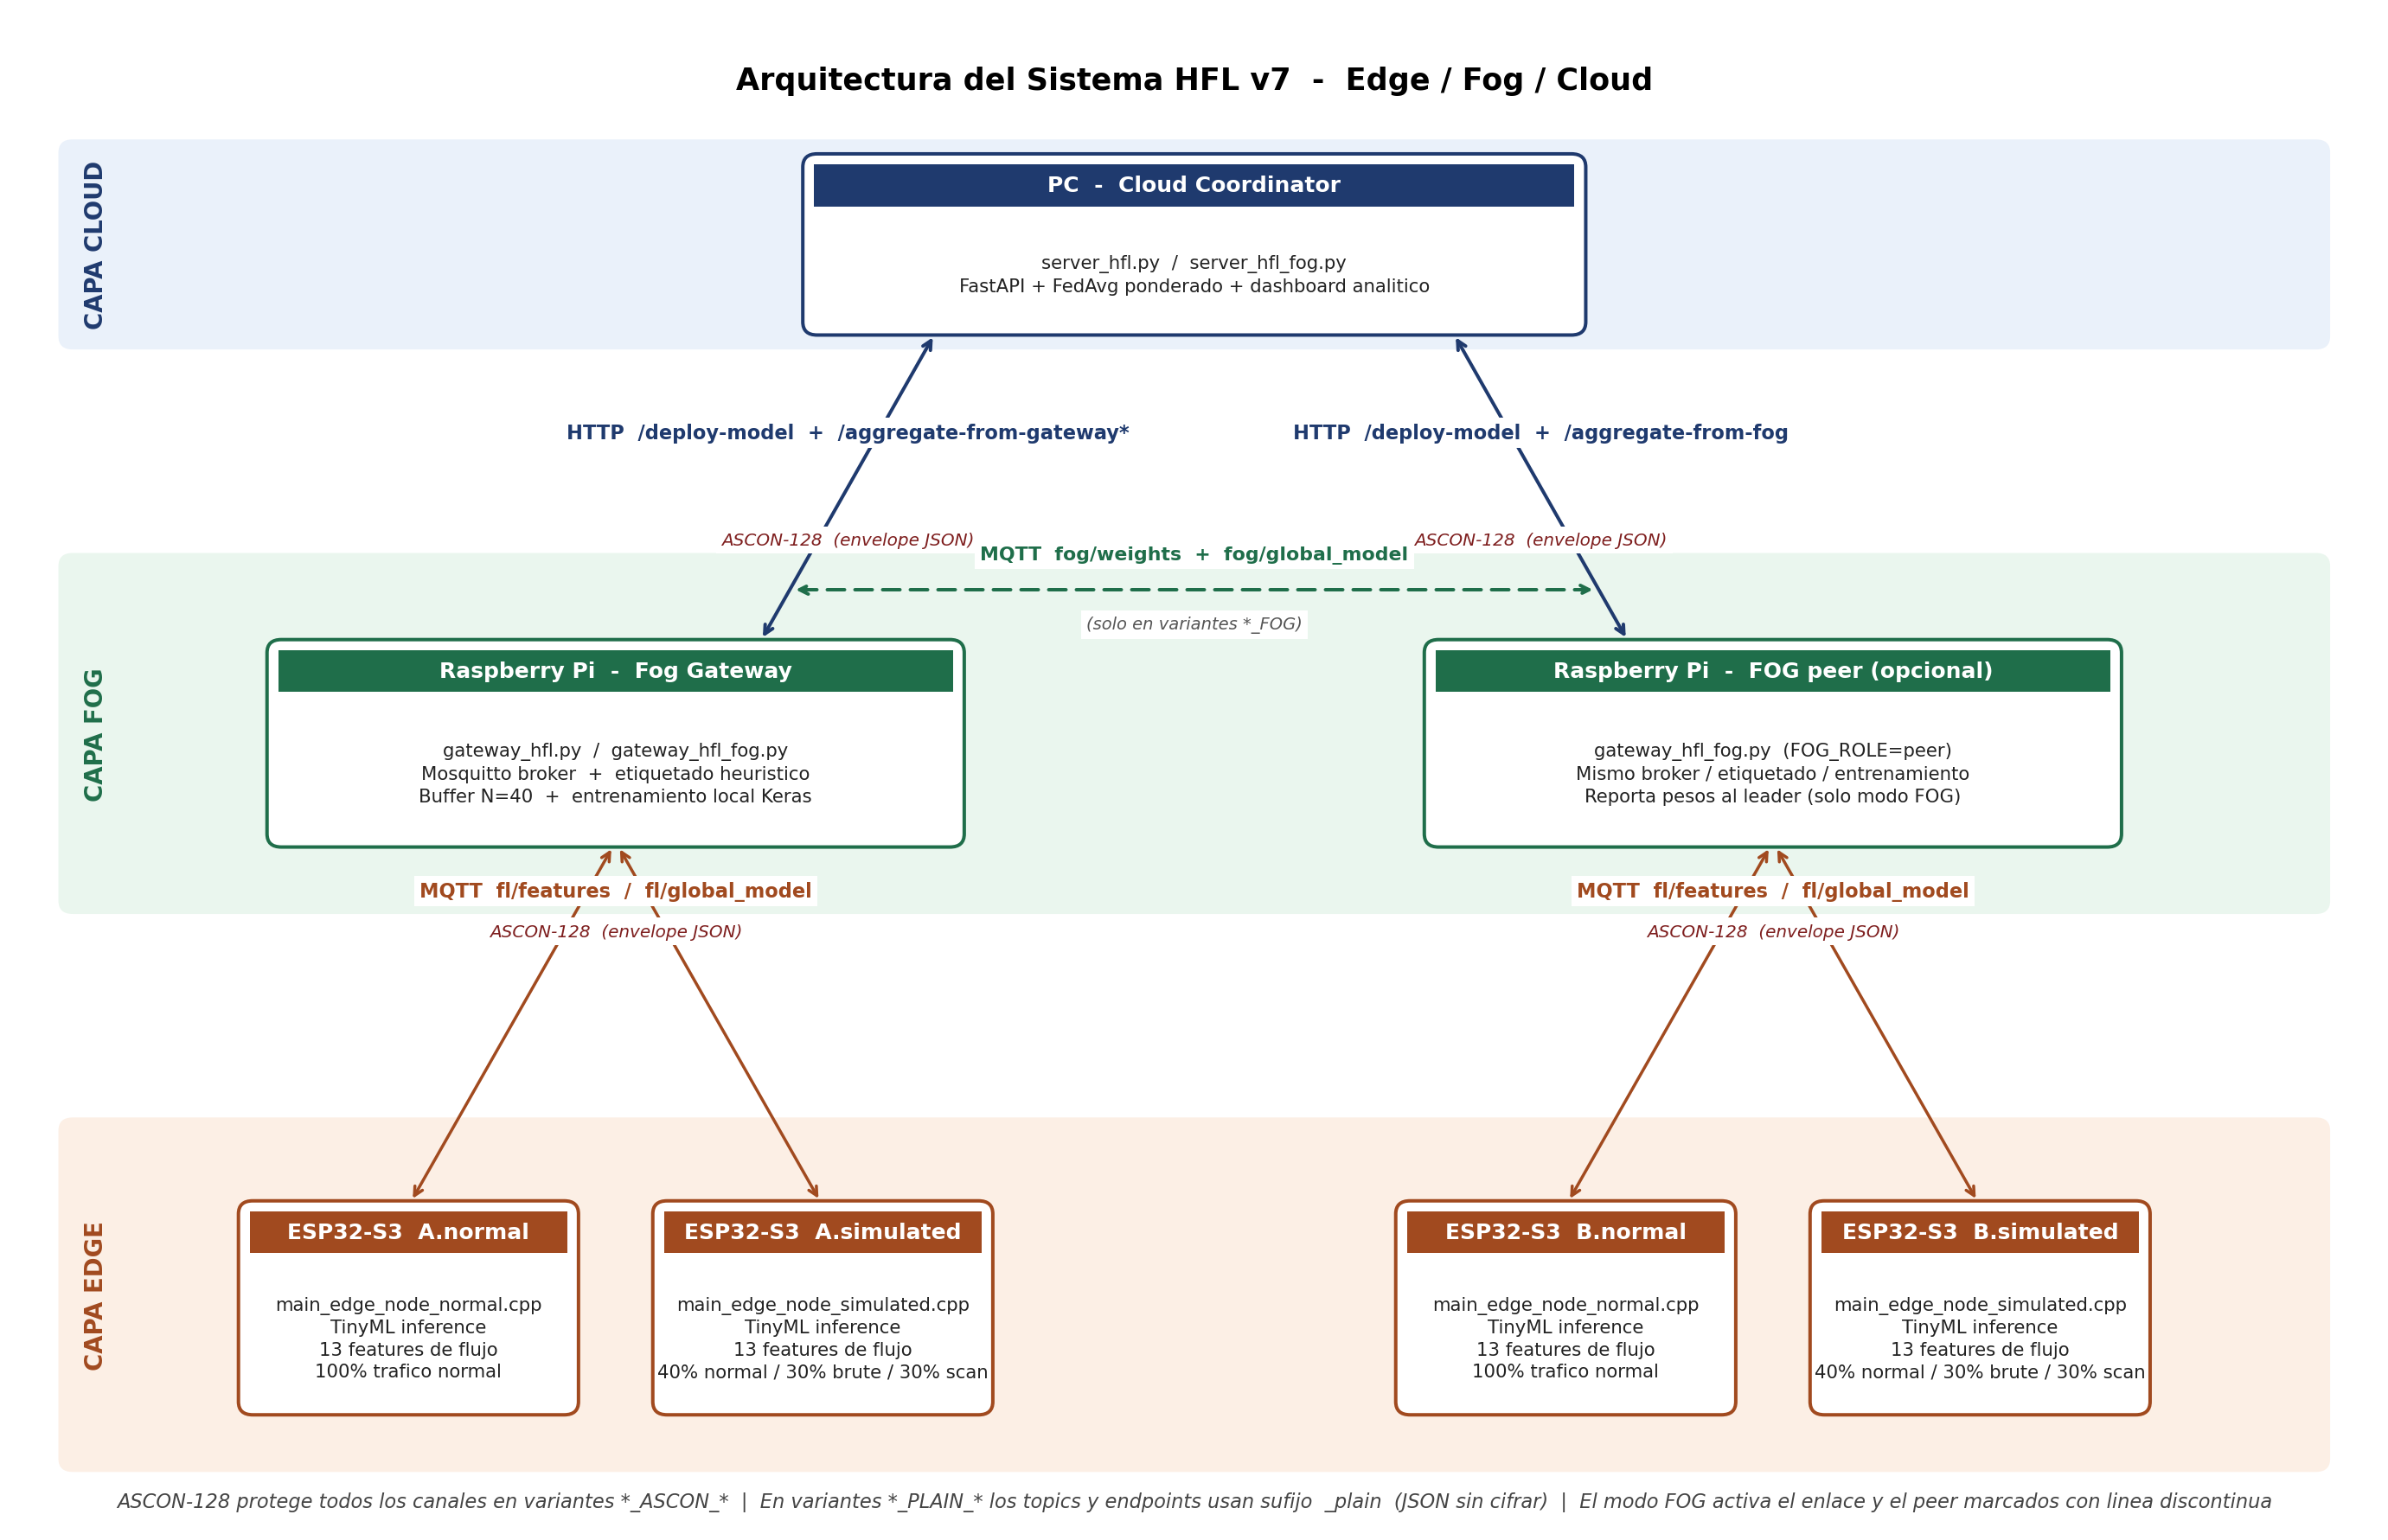 Arquitectura del Sistema HFL v7 - Edge / Fog / Cloud
CAPA CLOUD
PC - Cloud Coordinator
server_hfl.py / server_hfl_fog.py
FastAPI + FedAvg ponderado + dashboard analitico
HTTP /deploy-model + /aggregate-from-gateway*
HTTP /deploy-model + /aggregate-from-fog
ASCON-128 (envelope JSON)
MQTT fog/weights + fog/global_model
ASCON-128 (envelope JSON)
(solo en variantes *_FOG)
CAPA FOG
Raspberry Pi - Fog Gateway
gateway_hfl.py / gateway_hfl_fog.py
Mosquitto broker + etiquetado heuristico
Buffer N=40 + entrenamiento local Keras
Raspberry Pi - FOG peer (opcional)
gateway_hfl_fog.py (FOG_ROLE=peer)
Mismo broker / etiquetado / entrenamiento
Reporta pesos al leader (solo modo FOG)
MQTT fl/features / fl/global_model
ASCON-128 (envelope JSON)
MQTT fl/features / fl/global_model
ASCON-128 (envelope JSON)
CAPA EDGE
ESP32-S3 A.normal
main_edge_node_normal.cpp
TinyML inference
13 features de flujo
100% trafico normal
ESP32-S3 A.simulated
main_edge_node_simulated.cpp
TinyML inference
13 features de flujo
40% normal / 30% brute / 30% scan
ESP32-S3 B.normal
main_edge_node_normal.cpp
TinyML inference
13 features de flujo
100% trafico normal
ESP32-S3 B.simulated
main_edge_node_simulated.cpp
TinyML inference
13 features de flujo
40% normal / 30% brute / 30% scan
ASCON-128 protege todos los canales en variantes *_ASCON_* | En variantes *_PLAIN_* los topics y endpoints usan sufijo _plain (JSON sin cifrar) | El modo FOG activa el enlace y el peer marcados con linea discontinua